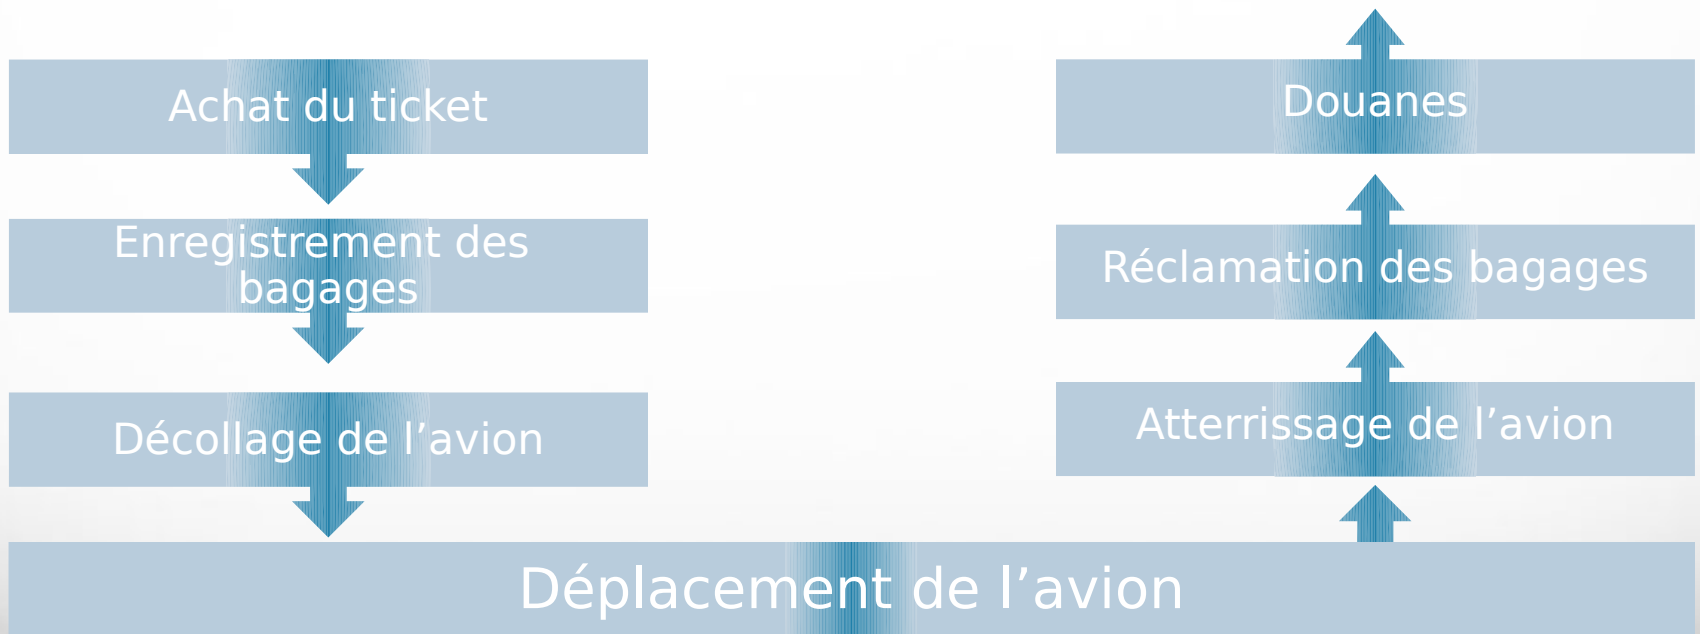 Achat du ticket
Enregistrement des
bagages
Décollage de l’avion
Déplacement de l’avion
Atterrissage de l’avion
Réclamation des bagages
Douanes